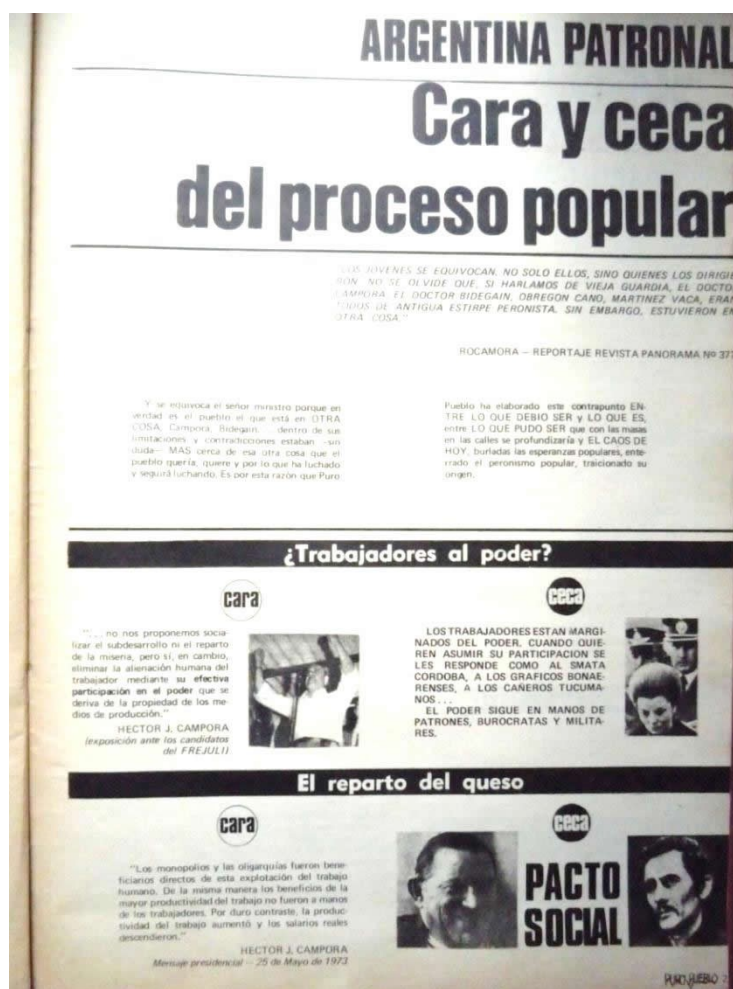 ARGENTINA PATRONAL
Cara y ceca
del proceso popular
"LOS JOVENES SE EQUIVOCAN. NO SOLO ELLOS, SINO QUIENES LOS DIRIGIE
RON. NO SE OLVIDE QUE, SI HABLAMOS DE VIEJA GUARDIA, EL DOCTO
CAMPORA, EL DOCTOR BIDEGAIN, OBREGON CANO, MARTINEZ VACA, ERAN
TODOS DE ANTIGUA ESTIRPE PERONISTA. SIN EMBARGO, ESTUVIERON EN
OTRA COSA."
ROCAMORA — REPORTAJE REVISTA PANORAMA Nº 377
Y se equivoca el señor ministro porque en
verdad es el pueblo el que está en OTRA
COSA; Campora, Bidegain... dentro de sus
limitaciones y contradicciones estaban -sin
duda— MAS cerca de esa otra cosa que el
pueblo quería, quiere y por lo que ha luchado
y seguirá luchando. Es por esta razón que Puro
Pueblo ha elaborado este contrapunto EN-
TRE LO QUE DEBIO SER y LO QUE ES,
entre LO QUE PUDO SER que con las masas
en las calles se profundizaría y EL CAOS DE
HOY, burladas las esperanzas populares, ente-
rrado el peronismo popular, traicionado su
origen.
¿Trabajadores al poder?
cara
"... no nos proponemos socia-
lizar el subdesarrollo ni el reparto
de la miseria, pero sí, en cambio,
eliminar la alienación humana del
trabajador mediante su efectiva
participación en el poder que se
deriva de la propiedad de los me-
dios de producción."
HECTOR J. CAMPORA
(exposición ante los candidatos
del FREJULI)
ceca
LOS TRABAJADORES ESTAN MARGI-
NADOS DEL PODER. CUANDO QUIE-
REN ASUMIR SU PARTICIPACION SE
LES RESPONDE COMO AL SMATA
CORDOBA, A LOS GRAFICOS BONAE-
RENSES, A LOS CAÑEROS TUCUMA-
NOS...
EL PODER SIGUE EN MANOS DE
PATRONES, BUROCRATAS Y MILITA-
RES.
El reparto del queso
cara
"Los monopolios y las oligarquías fueron bene-
ficiarios directos de esta explotación del trabajo
humano. De la misma manera los beneficios de la
mayor productividad del trabajo no fueron a manos
de los trabajadores. Por duro contraste, la produc-
tividad del trabajo aumentó y los salarios reales
descendieron."
HECTOR J. CAMPORA
Mensaje presidencial — 25 de Mayo de 1973
ceca
PACTO
SOCIAL
PURO PUEBLO